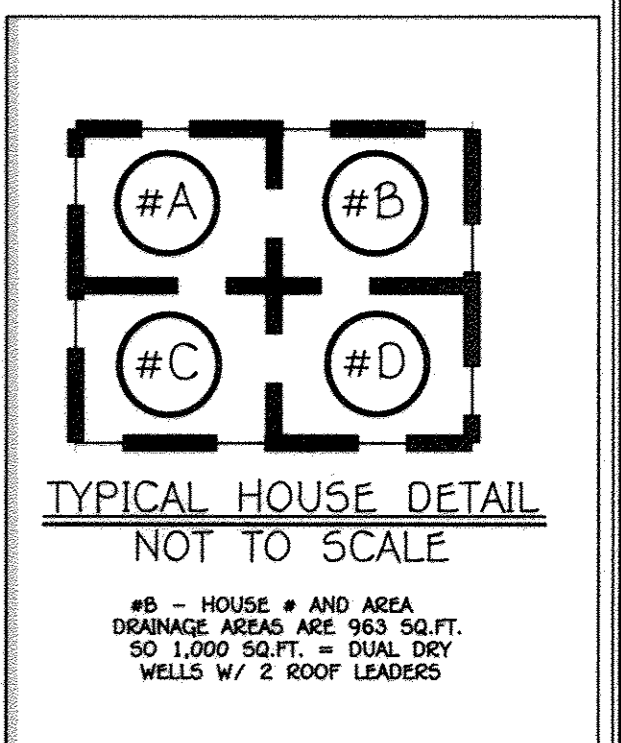 #A #B
#C #D
TYPICAL HOUSE DETAIL
NOT TO SCALE
#B - HOUSE # AND AREA
DRAINAGE AREAS ARE 963 SQ.FT.
SO 1,000 SQ.FT. = DUAL DRY
WELLS W/ 2 ROOF LEADERS